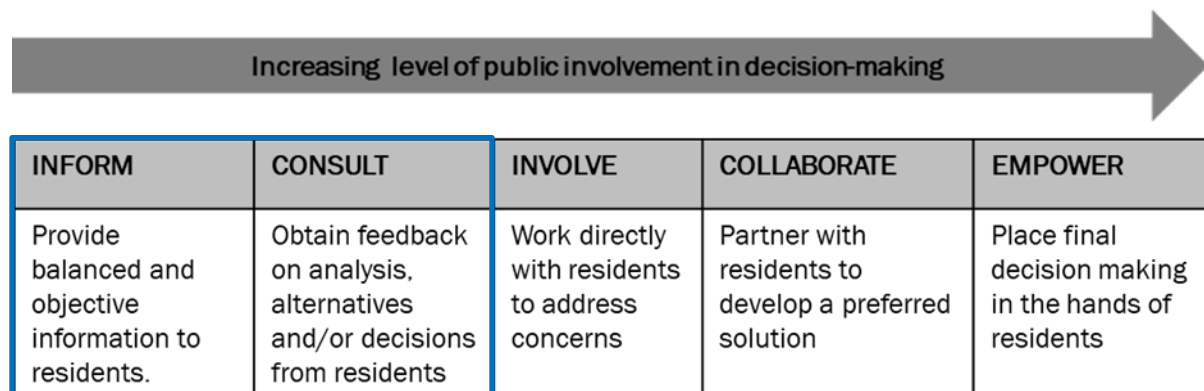 Increasing level of public involvement in decision-making
INFORM
Provide
balanced and
objective
information to
residents.
CONSULT
Obtain feedback
on analysis,
alternatives
and/or decisions
from residents
INVOLVE
Work directly
with residents
to address
concerns
COLLABORATE
Partner with
residents to
develop a preferred
solution
EMPOWER
Place final
decision making
in the hands of
residents